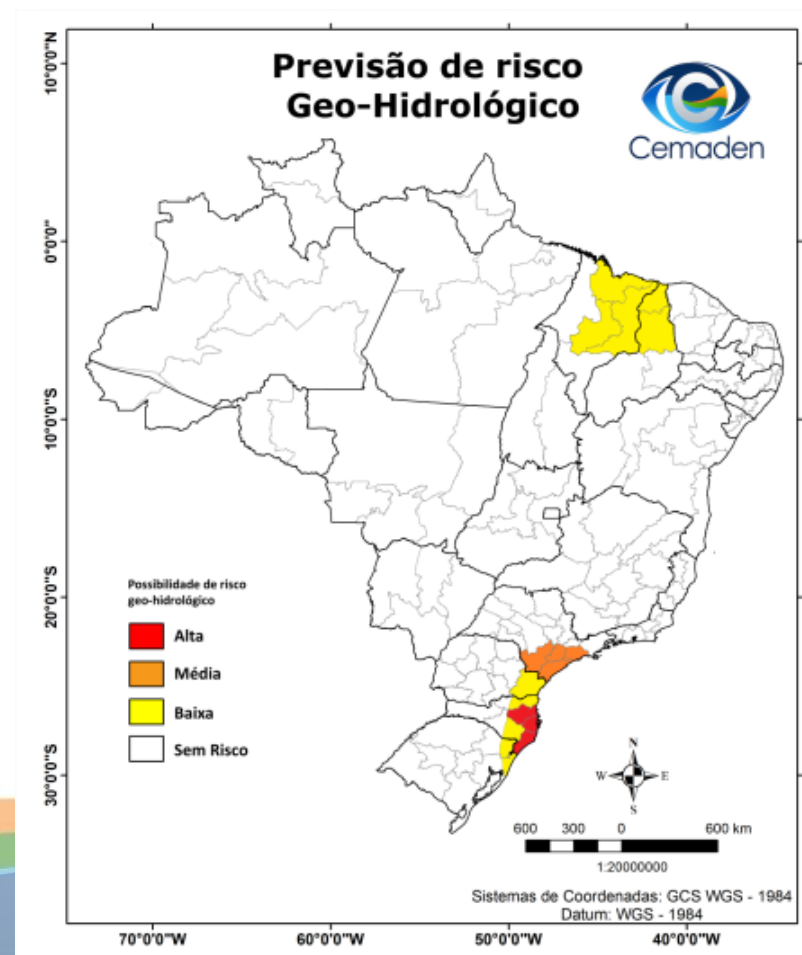 Previsão de risco
Geo-Hidrológico
Cemaden
10°0'0"N
0°0'0"
10°0'0"S
20°0'0"S
30°0'0"S
Possibilidade de risco
geo-hidrológico
Alta
Média
Baixa
Sem Risco
N
W E
S
600 300 0 600 km
1:20000000
Sistemas de Coordenadas: GCS WGS - 1984
Datum: WGS - 1984
70°0'0"W 60°0'0"W 50°0'0"W 40°0'0"W